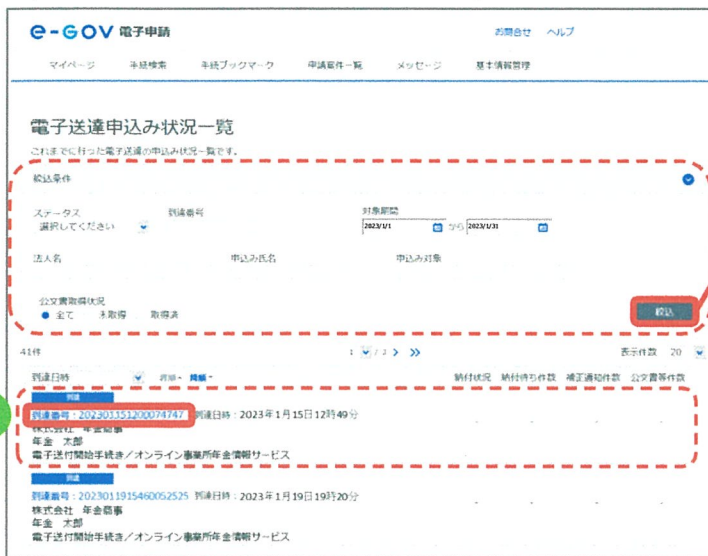 e-GOV 電子申請
お問合せ ヘルプ
マイページ 手続検索 手続ブックマーク 申請案件一覧 メッセージ 基本情報管理
電子送達申込み状況一覧
これまでに行った電子送達の申込み状況一覧です。
絞込条件
ステータス 到達番号 対象期間
選択してください 2023/1/1 から 2023/1/31
法人名 申込み氏名 申込み対象
公文書取得状況
全て 未取得 取得済
絞込
41件 1 / 3 表示件数 20
到達日時 昇順 降順 納付状況 納付待ち件数 補正通知件数 公文書等件数
到達
到達番号:202301151200074747 到達日時:2023年1月15日12時49分
株式会社 年金商事
年金 太郎
電子送付開始手続き/オンライン事業所年金情報サービス
- - - -
到達
到達番号:2023011915460052525 到達日時:2023年1月19日19時20分
株式会社 年金商事
年金 太郎
電子送付開始手続き/オンライン事業所年金情報サービス
- - - -